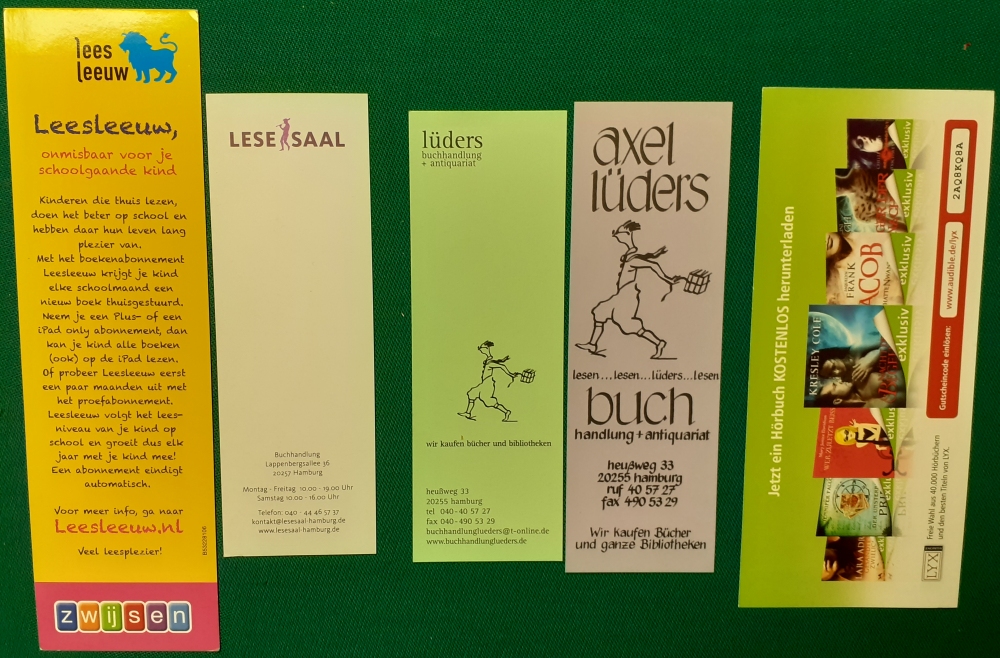 lees
leeuw
Leesleeuw,
onmisbaar voor je
schoolgaande kind
Kinderen die thuis lezen,
doen het beter op school en
hebben daar hun leven lang
plezier van.
Met het boekenabonnement
Leesleeuw krijgt je kind
elke schoolmaand een
nieuw boek thuisgestuurd.
Neem je een Plus- of een
iPad only abonnement, dan
kan je kind alle boeken
(ook) op de iPad lezen.
Of probeer Leesleeuw eerst
een paar maanden uit met
het proefabonnement.
Leesleeuw volgt het lees-
niveau van je kind op
school en groeit dus elk
jaar met je kind mee!
Een abonnement eindigt
automatisch.
Voor meer info, ga naar
Leesleeuw.nl
Veel leesplezier!
zwijsen
LESE SAAL
Buchhandlung
Lappenbergsallee 36
20257 Hamburg
Montag - Freitag 10.00 - 19.00 Uhr
Samstag 10.00 - 16.00 Uhr
Telefon: 040 - 44 46 57 37
kontakt@lesesaal-hamburg.de
www.lesesaal-hamburg.de
lüders
buchhandlung
+ antiquariat
wir kaufen bücher und bibliotheken
heußweg 33
20255 hamburg
tel 040-40 57 27
fax 040-490 53 29
buchhandlunglueders@t-online.de
www.buchhandlunglueders.de
axel
lüders
lesen...lesen...lüders...lesen
buch
handlung+antiquariat
heußweg 33
20255 hamburg
ruf 40 57 27
fax 490 53 29
Wir kaufen Bücher
und ganze Bibliotheken
Jetzt ein Hörbuch KOSTENLOS herunterladen
exklusiv
exklusiv
FRANK
JACOB
exklusiv
KRESLEY COLE
exklusiv
Gutscheincode einlösen:
www.audible.de/lyx
2AQ8KQ8A
Freie Wahl aus 40.000 Hörbüchern
und den besten Titeln von LYX.
LYX